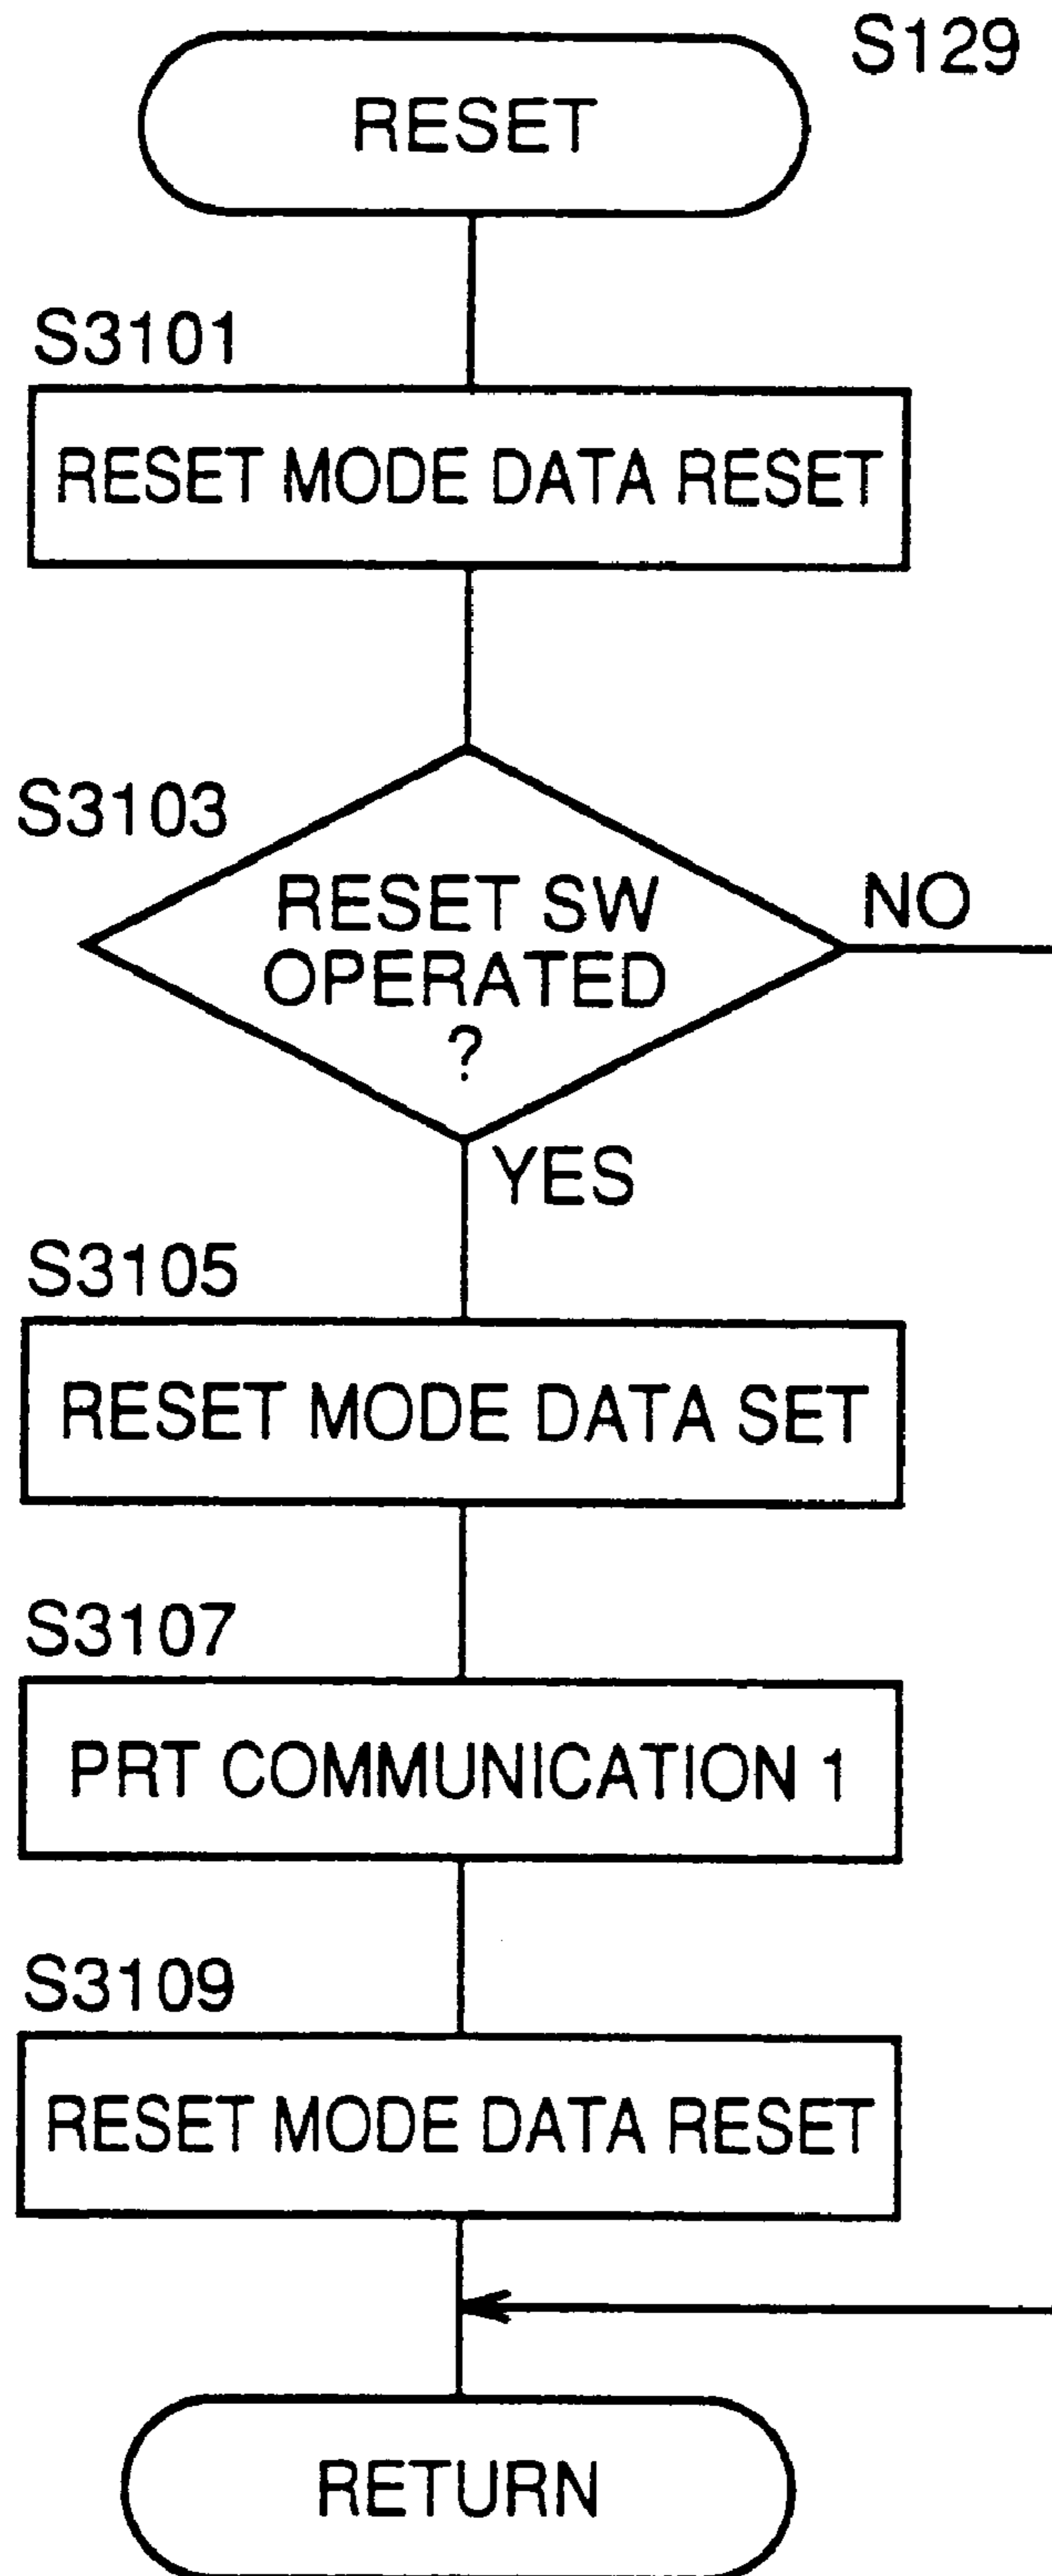 S129
RESET
S3101
RESET MODE DATA RESET
S3103
RESET SW
OPERATED
?
NO
YES
S3105
RESET MODE DATA SET
S3107
PRT COMMUNICATION 1
S3109
RESET MODE DATA RESET
RETURN